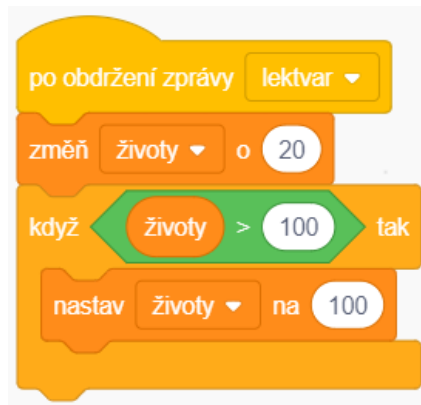 po obdržení zprávy lektvar
změň životy o 20
když životy > 100 tak
nastav životy na 100